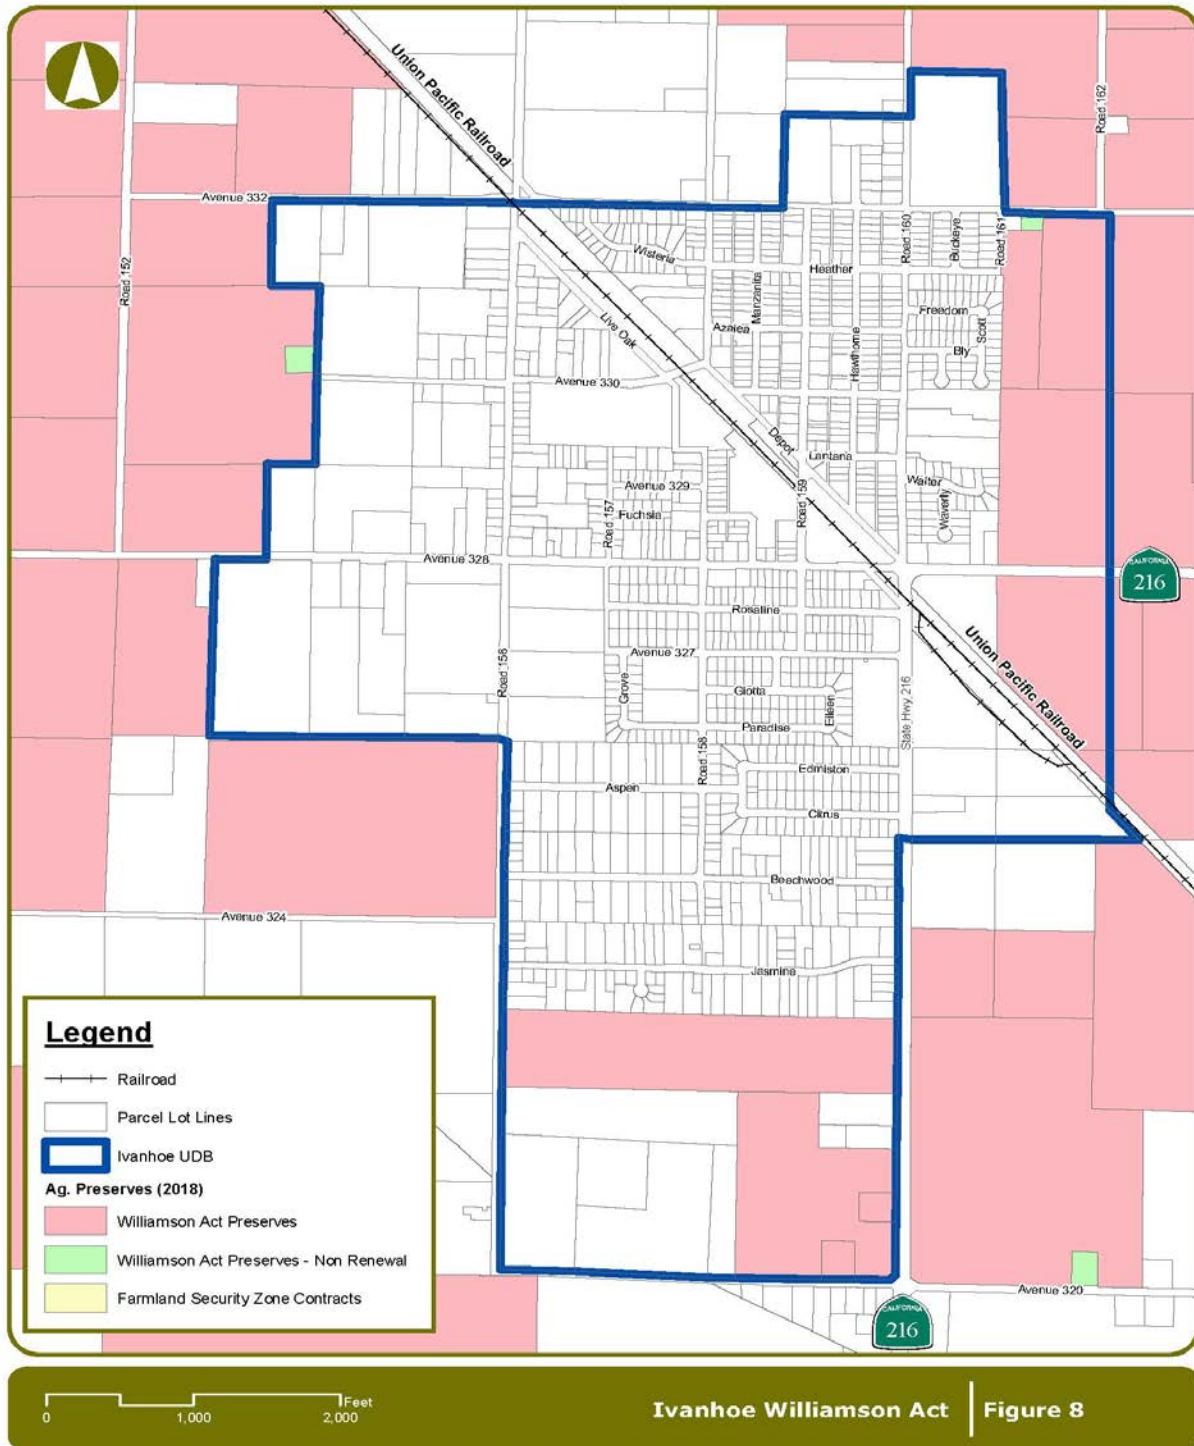 Union Pacific Railroad
Road 162
Avenue 332
Road 152
Road 160
Buckeye
Road 161
Wisteria
Heather
Manzanita
Freedom
Scott
Live Oak
Azalea
Hawthorne
Bly
Avenue 330
Depot
Lantana
Walter
Waverly
Avenue 329
Road 157
Fuchsia
Road 159
Avenue 328
CALIFORNIA
216
Rosaline
Union Pacific Railroad
Road 156
Avenue 327
Grove
Giotta
Eileen
State Hwy 216
Paradise
Road 158
Edmiston
Aspen
Citrus
Beechwood
Avenue 324
Jasmine
Legend
Railroad
Parcel Lot Lines
Ivanhoe UDB
Ag. Preserves (2018)
Williamson Act Preserves
Williamson Act Preserves - Non Renewal
Farmland Security Zone Contracts
Avenue 320
CALIFORNIA
216
Feet
0 1,000 2,000
Ivanhoe Williamson Act Figure 8